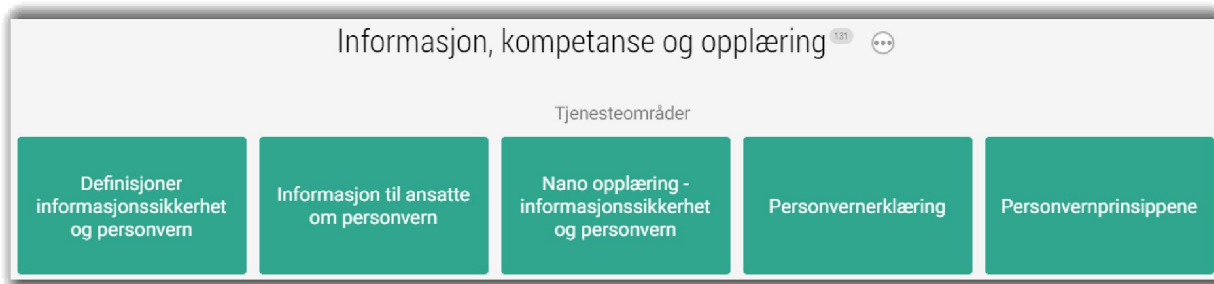 Informasjon, kompetanse og opplæring 131
Tjenesteområder
Definisjoner
informasjonssikkerhet
og personvern
Informasjon til ansatte
om personvern
Nano opplæring -
informasjonssikkerhet
og personvern
Personvernerklæring
Personvernprinsippene